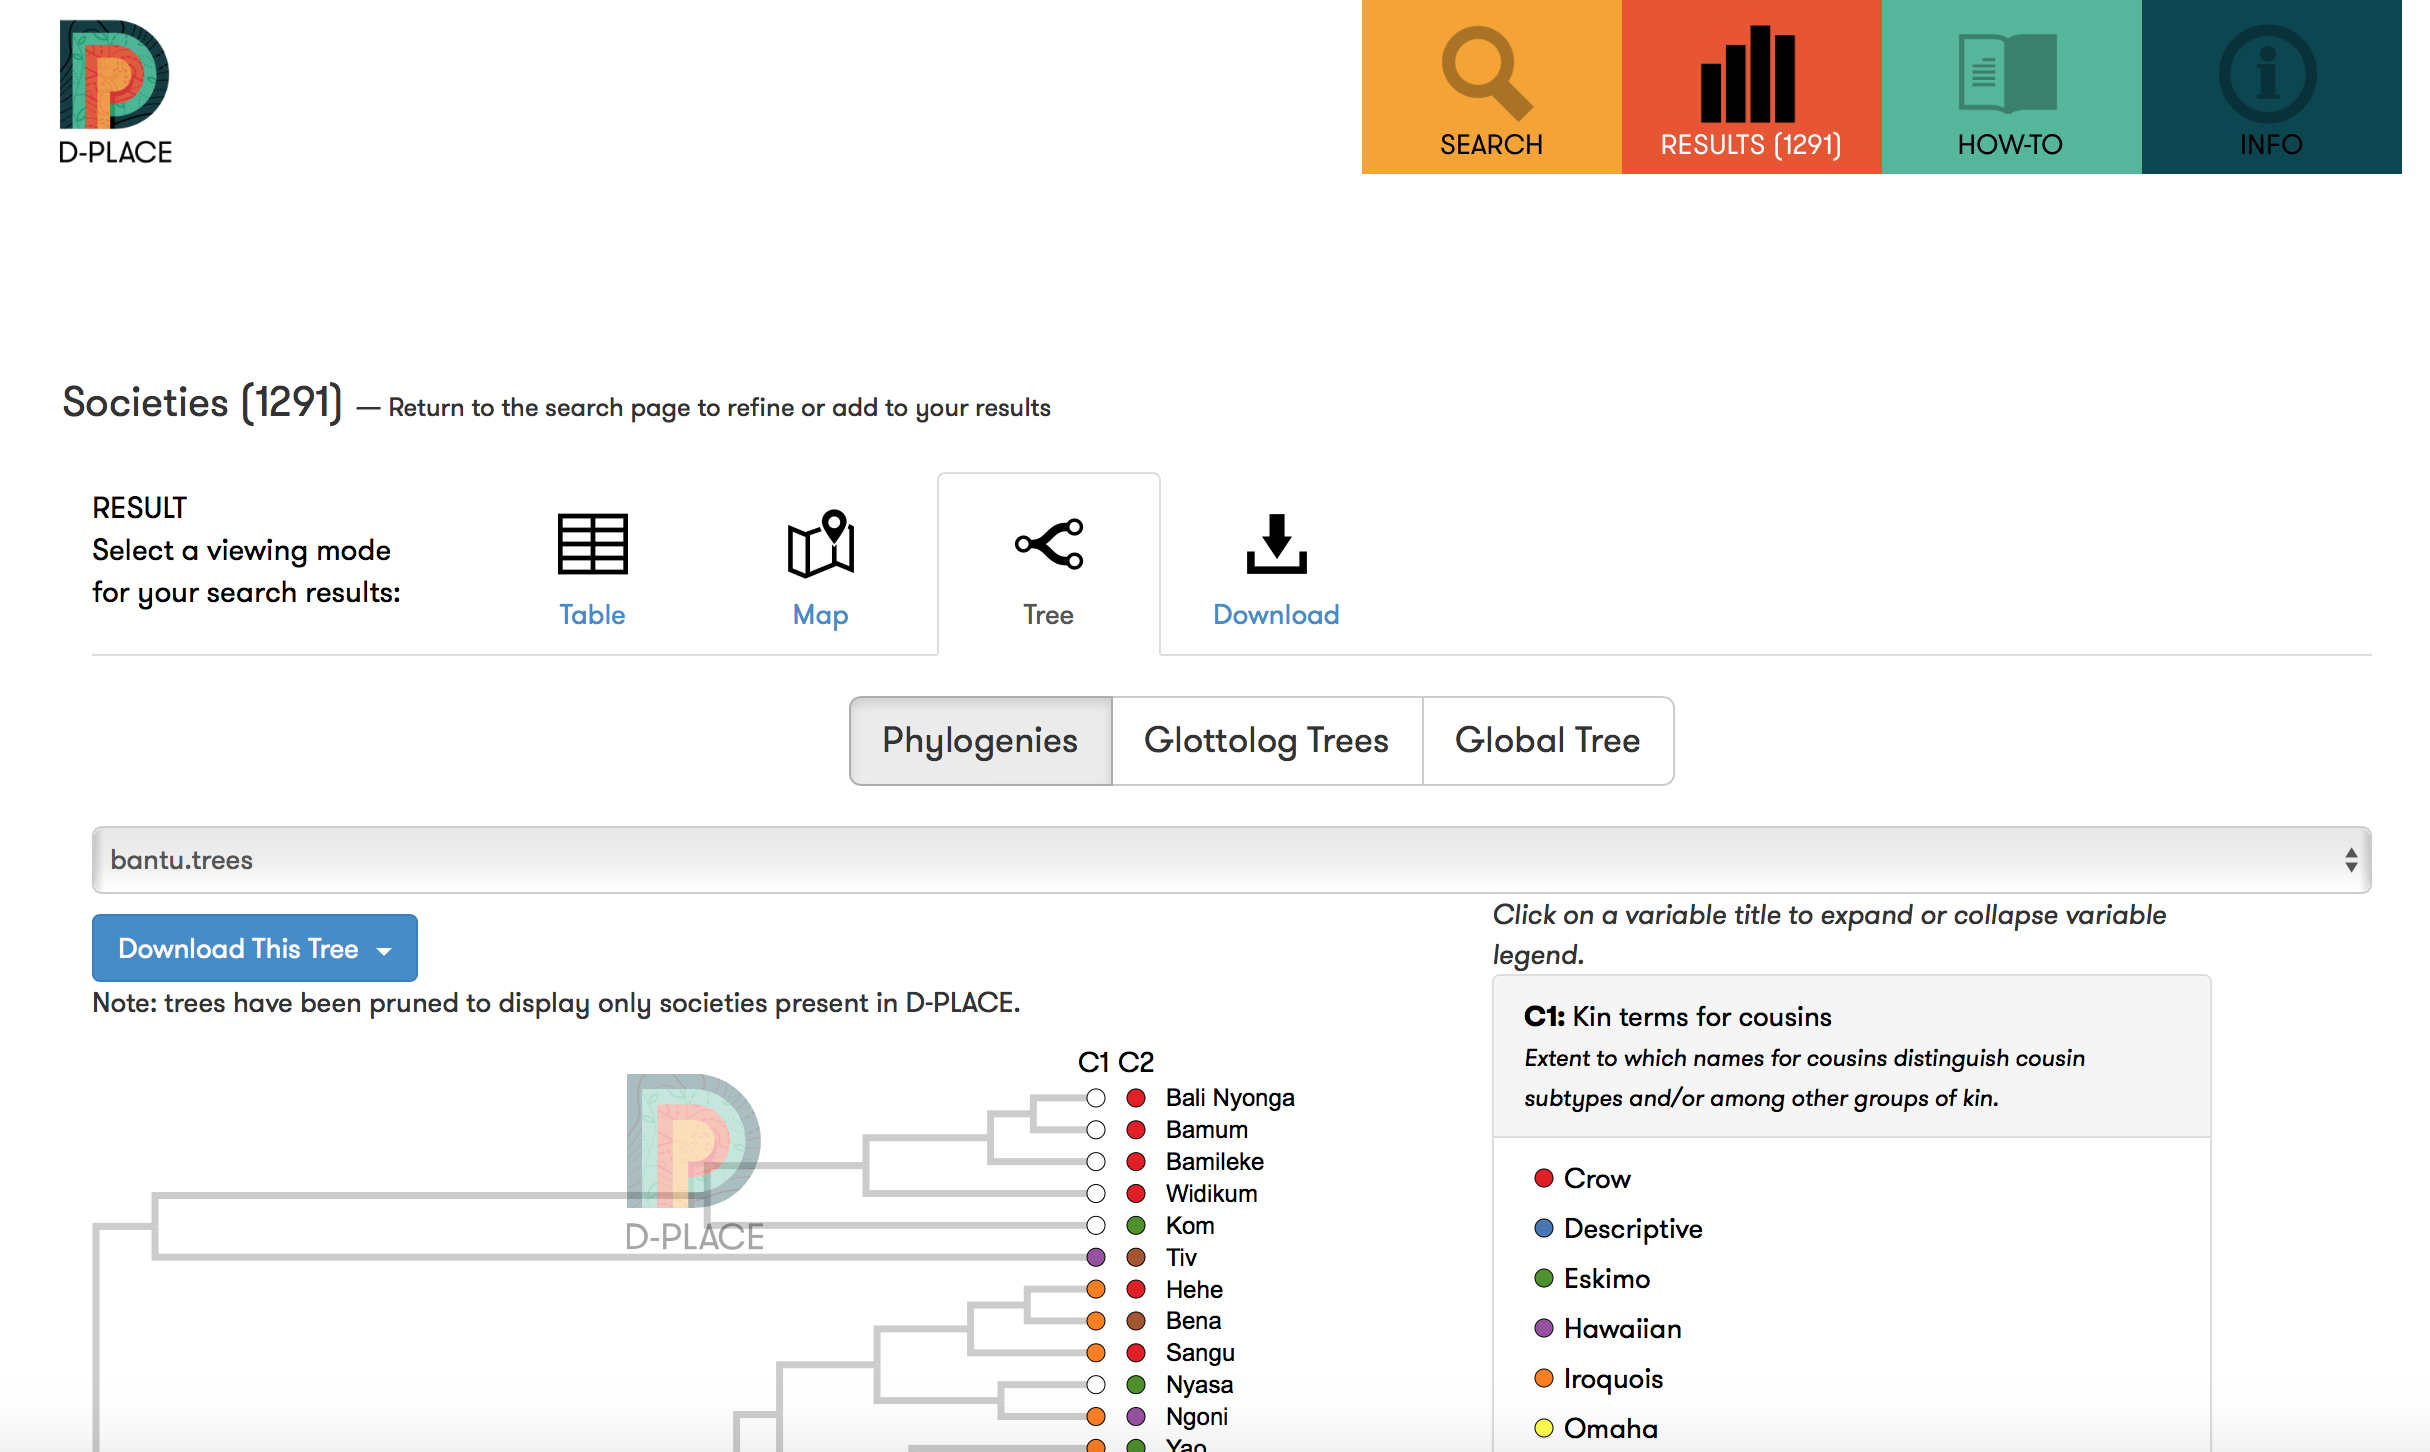 D-PLACE
SEARCH
RESULTS (1291)
HOW-TO
INFO
Societies (1291) — Return to the search page to refine or add to your results
RESULT
Select a viewing mode
for your search results:
Table
Map
Tree
Download
Phylogenies
Glottolog Trees
Global Tree
bantu.trees
Download This Tree
Note: trees have been pruned to display only societies present in D-PLACE.
Click on a variable title to expand or collapse variable
legend.
C1: Kin terms for cousins
Extent to which names for cousins distinguish cousin
subtypes and/or among other groups of kin.
Crow
Descriptive
Eskimo
Hawaiian
Iroquois
Omaha
D-PLACE
C1 C2
Bali Nyonga
Bamum
Bamileke
Widikum
Kom
Tiv
Hehe
Bena
Sangu
Nyasa
Ngoni
Yao